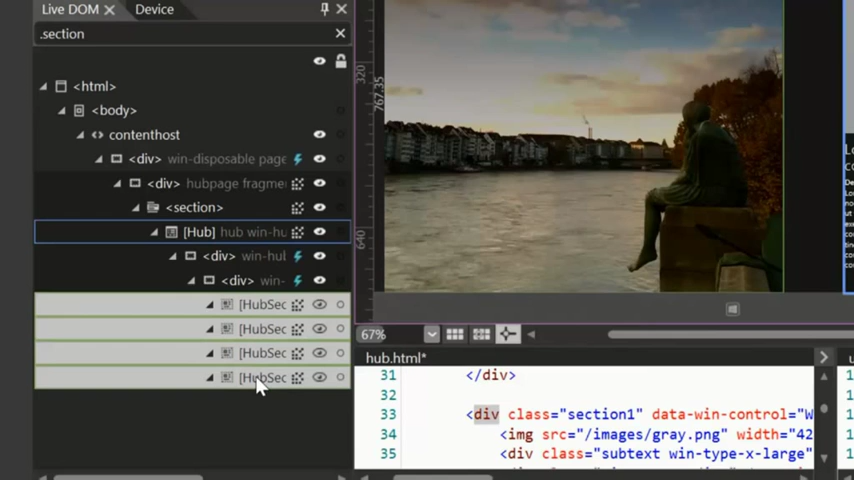 Live DOM Device
.section
<html>
<body>
contenthost
<div> win-disposable page
<div> hubpage fragme
<section>
[Hub] hub win-hu
<div> win-hul
<div> win-
[HubSec
[HubSec
[HubSec
[HubSec
320
767.35
640
67%
hub.html*
31 </div>
32
33 <div class="section1" data-win-control="W
34 <img src="/images/gray.png" width="42
35 <div class="subtext win-type-x-large"